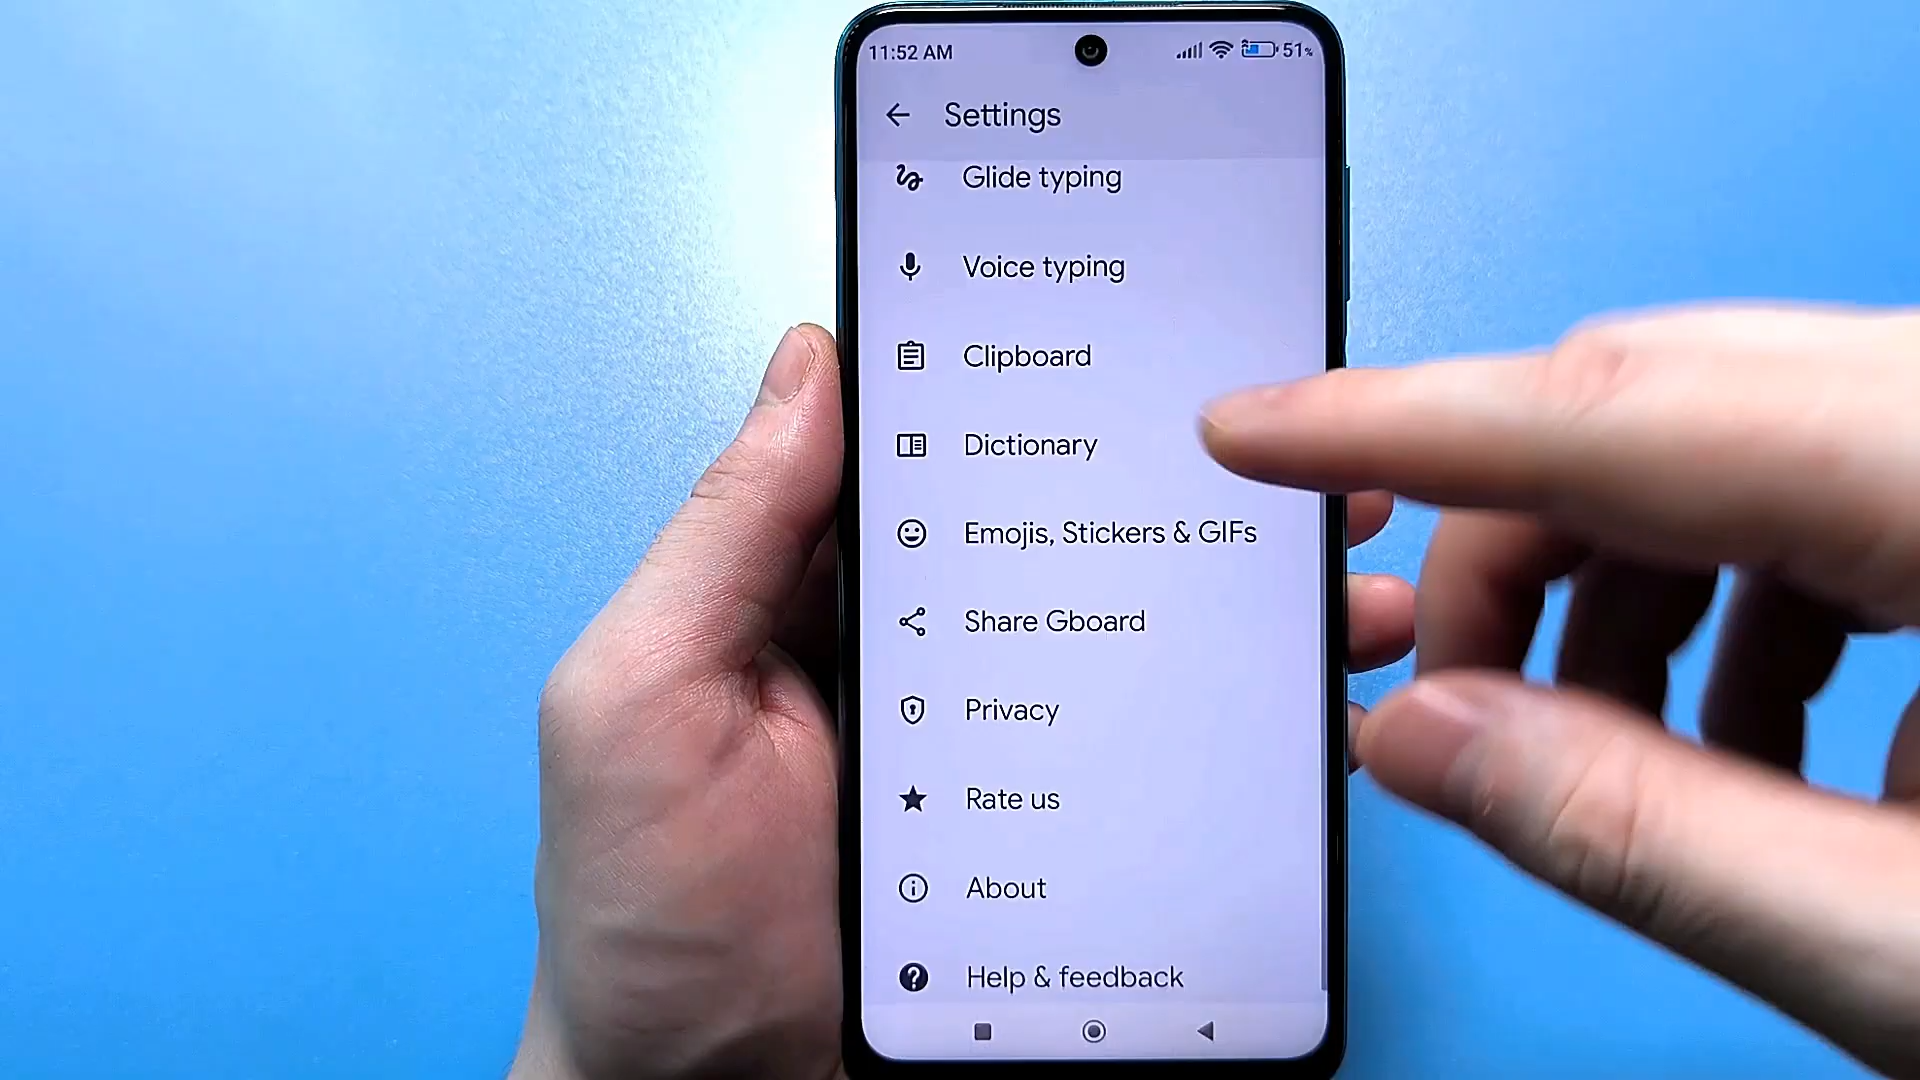 11:52 AM
51%
Settings
Glide typing
Voice typing
Clipboard
Dictionary
Emojis, Stickers & GIFs
Share Gboard
Privacy
Rate us
About
Help & feedback